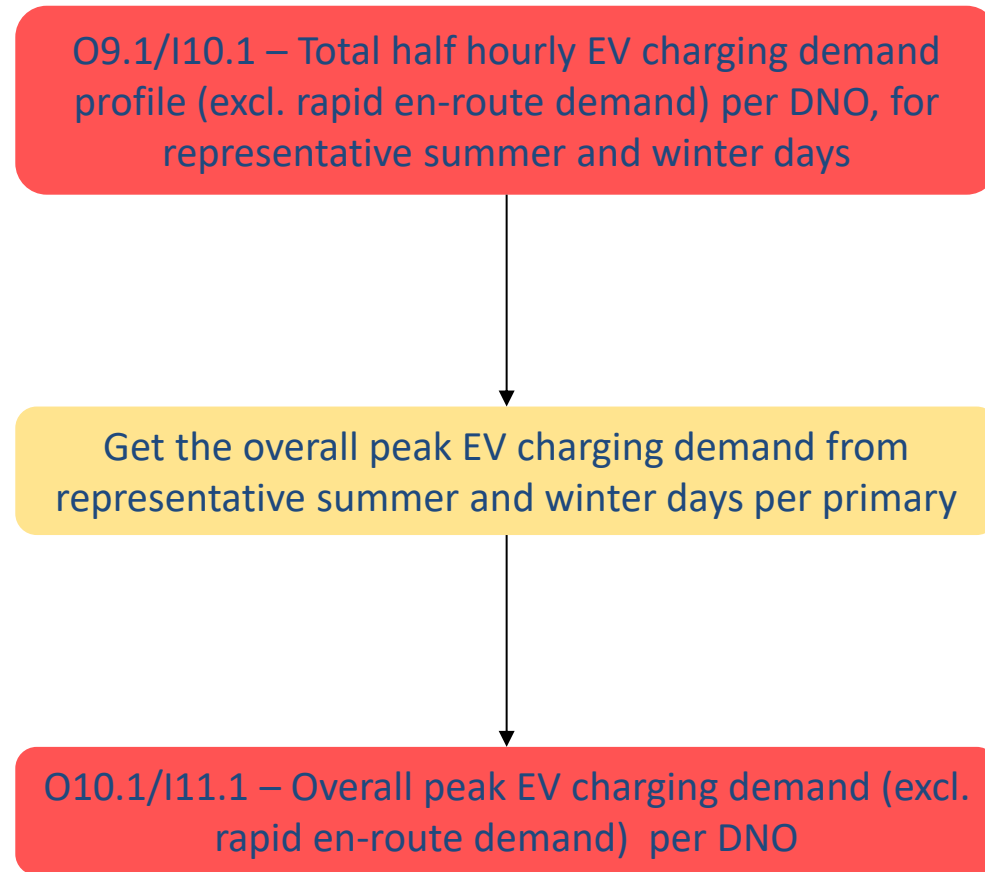 O9.1/I10.1 – Total half hourly EV charging demand
profile (excl. rapid en-route demand) per DNO, for
representative summer and winter days
Get the overall peak EV charging demand from
representative summer and winter days per primary
O10.1/I11.1 – Overall peak EV charging demand (excl.
rapid en-route demand)  per DNO